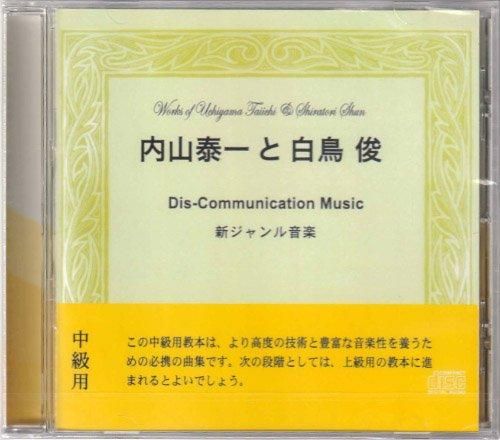 Works of Uchiyama Taiichi & Shiratori Shun
内山泰一 と 白鳥 俊
Dis-Communication Music
新ジャンル音楽
中級用
この中級用教本は、より高度の技術と豊富な音楽性を養うた
めの必携の曲集です。次の段階としては、上級用の教本に進
まれるとよいでしょう。
COMPACT
disc
DIGITAL AUDIO